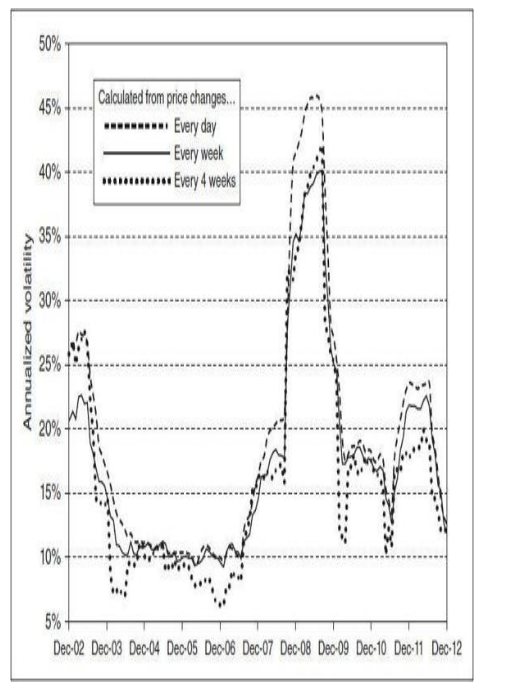 50%
Calculated from price changes...
Every day
Every week
Every 4 weeks
45%
40%
35%
30%
25%
20%
15%
10%
5%
Annualized volatility
Dec-02 Dec-03 Dec-04 Dec-05 Dec-06 Dec-07 Dec-08 Dec-09 Dec-10 Dec-11 Dec-12